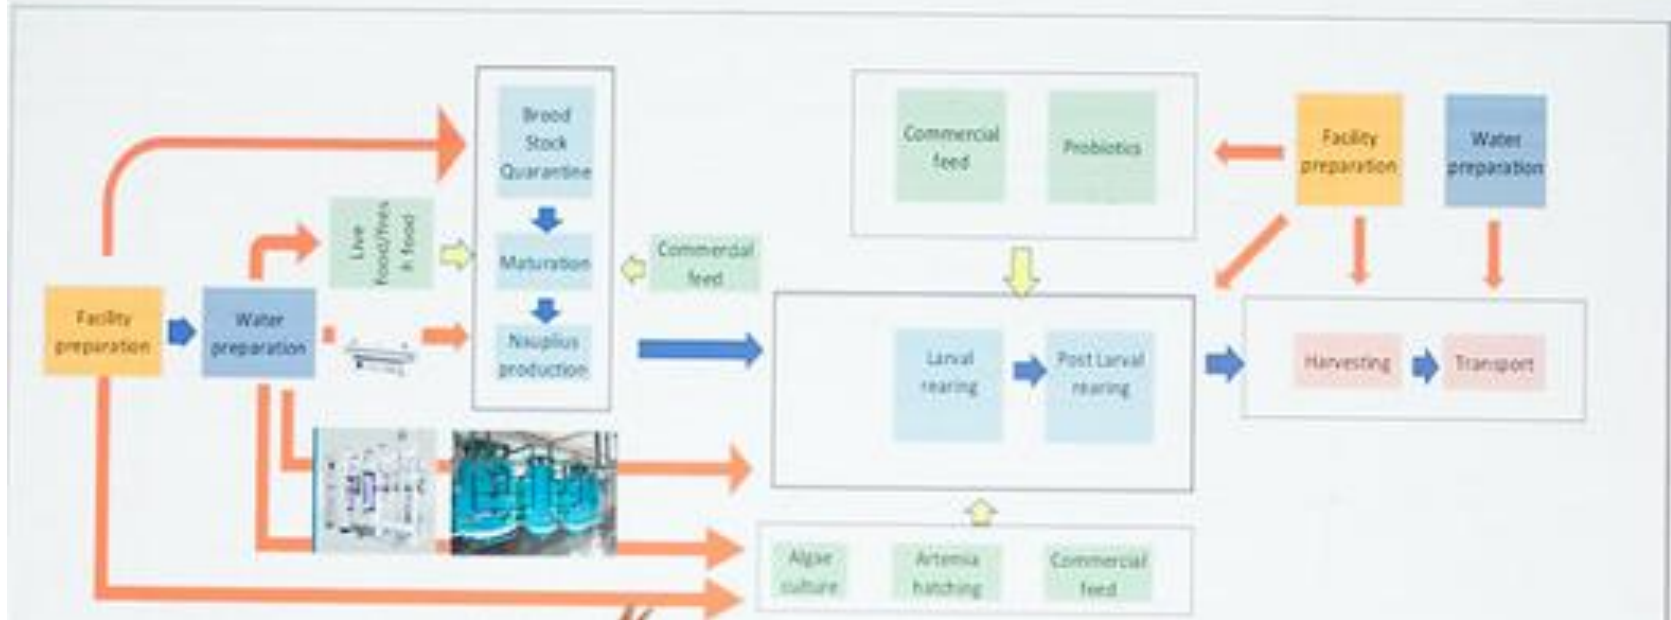 Brood
Stock
Quarantine
Commercial
feed
Probiotics
Facility
preparation
Water
preparation
Live
food/fres
h food
Maturation
Commercial
feed
Facility
preparation
Water
preparation
Nauplius
production
Larval
rearing
Post Larval
rearing
Harvesting
Transport
Algae
culture
Artemia
hatching
Commercial
feed